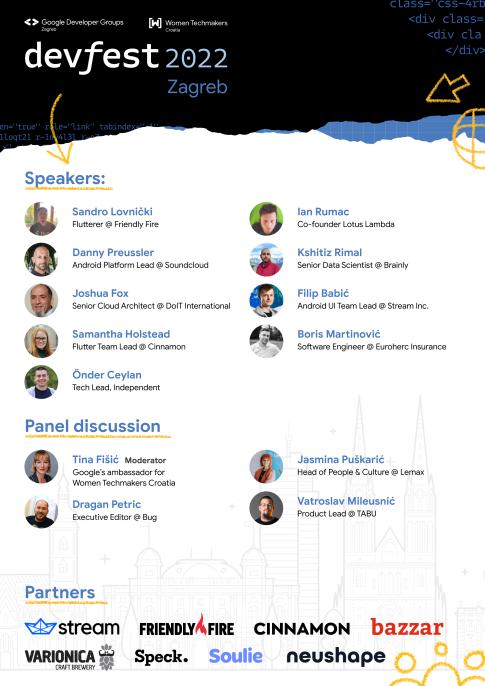 Google Developer Groups
Zagreb
Women Techmakers
Croatia
devfest 2022
Zagreb
class="css-4rb
<div class=
<div cla
</div>
Speakers:
Sandro Lovnički
Flutterer @ Friendly Fire
Ian Rumac
Co-founder Lotus Lambda
Danny Preussler
Android Platform Lead @ Soundcloud
Kshitiz Rimal
Senior Data Scientist @ Brainly
Joshua Fox
Senior Cloud Architect @ DoIT International
Filip Babić
Android UI Team Lead @ Stream Inc.
Samantha Holstead
Flutter Team Lead @ Cinnamon
Boris Martinović
Software Engineer @ Euroherc Insurance
Önder Ceylan
Tech Lead, Independent
Panel discussion
Tina Fišić Moderator
Google's ambassador for
Women Techmakers Croatia
Jasmina Puškarić
Head of People & Culture @ Lemax
Dragan Petric
Executive Editor @ Bug
Vatroslav Mileusnić
Product Lead @ TABU
Partners
stream
FRIENDLY FIRE
CINNAMON
bazzar
VARIONICA
CRAFT BREWERY
Speck.
Soulie
neushape